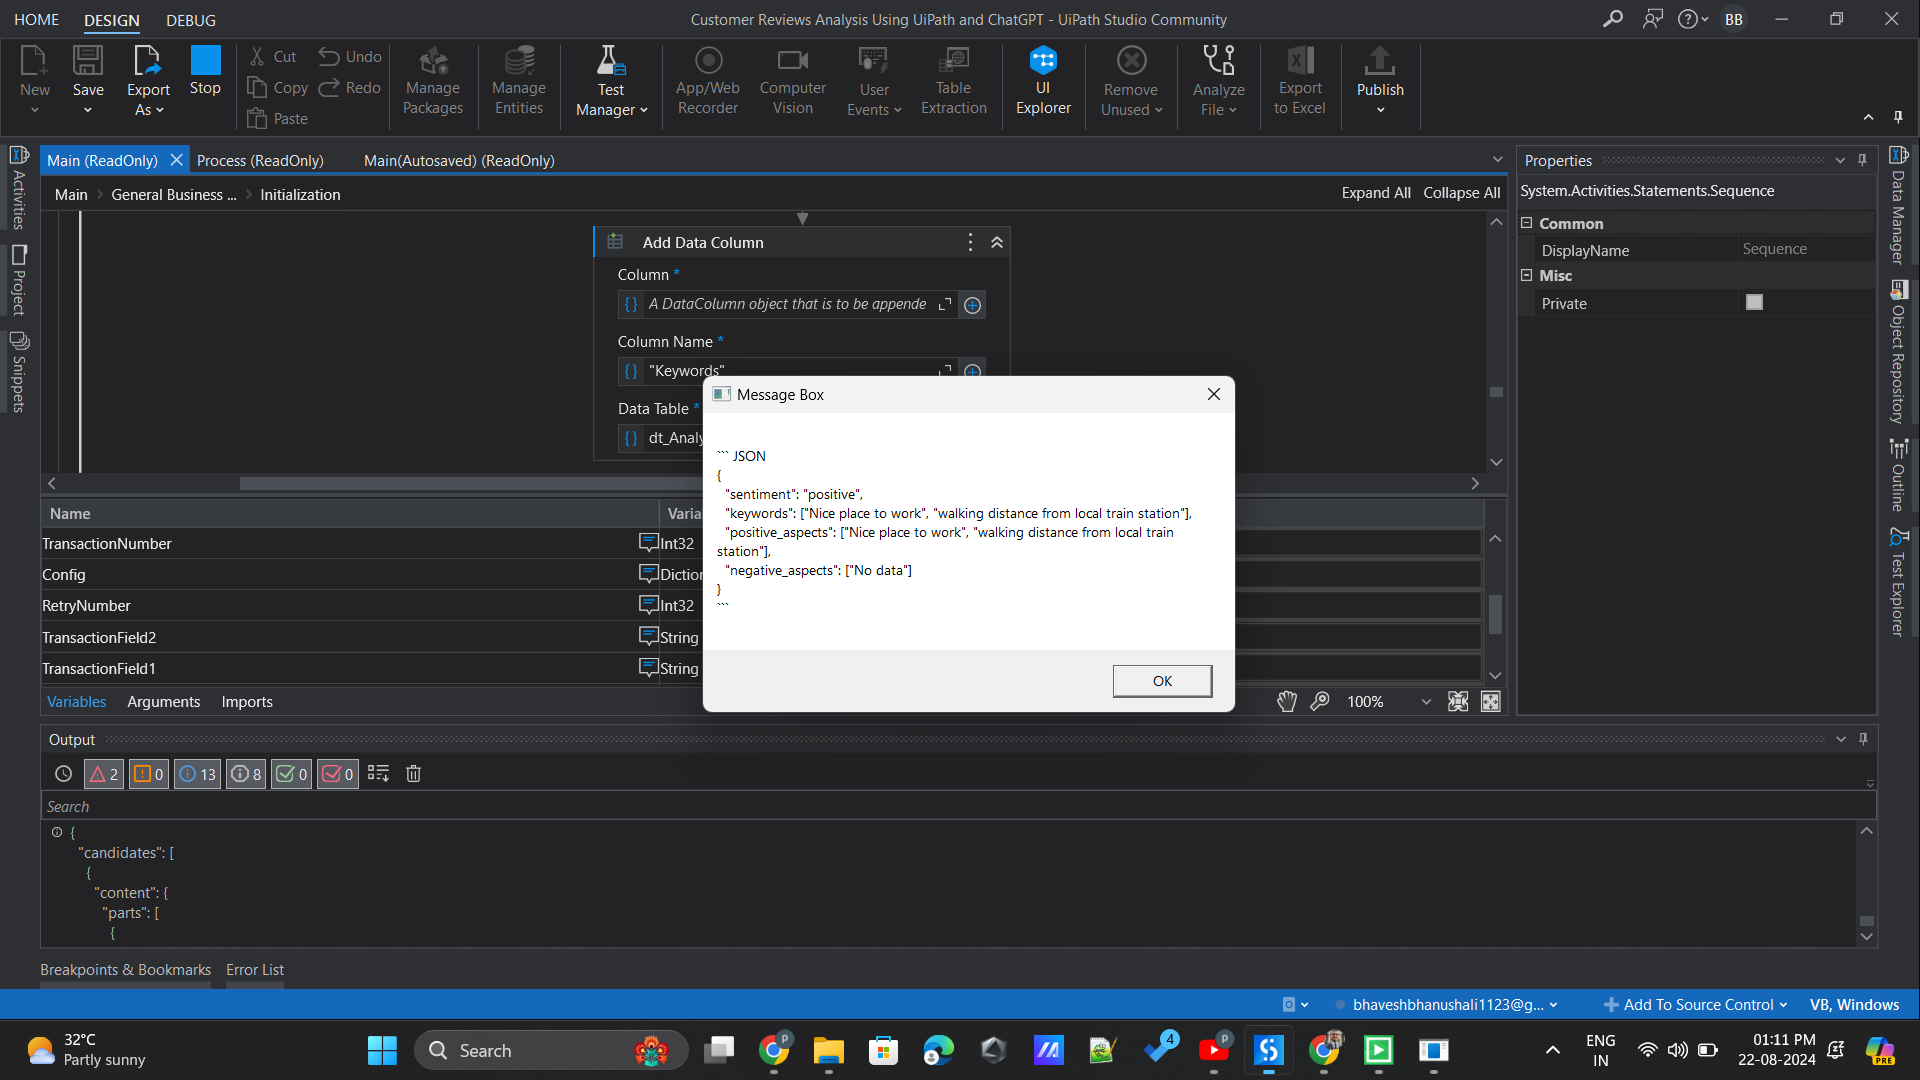 HOME DESIGN DEBUG
Customer Reviews Analysis Using UiPath and ChatGPT - UiPath Studio Community
BB
New
Save
Export As
Stop
Cut
Copy
Paste
Undo
Redo
Manage Packages
Manage Entities
Test Manager
App/Web Recorder
Computer Vision
User Events
Table Extraction
UI Explorer
Remove Unused
Analyze File
Export to Excel
Publish
Main (ReadOnly)
Process (ReadOnly)
Main(Autosaved) (ReadOnly)
Main > General Business ... > Initialization
Expand All Collapse All
Activities
Project
Snippets
Add Data Column
Column *
{} A DataColumn object that is to be appende
Column Name *
{} "Keywords"
Data Table *
{} dt_Analy
Message Box
``` JSON
{
"sentiment": "positive",
"keywords": ["Nice place to work", "walking distance from local train station"],
"positive_aspects": ["Nice place to work", "walking distance from local train
station"],
"negative_aspects": ["No data"]
}
```
OK
Name Varia
TransactionNumber Int32
Config Diction
RetryNumber Int32
TransactionField2 String
TransactionField1 String
Variables Arguments Imports
100%
Properties
System.Activities.Statements.Sequence
Common
DisplayName Sequence
Misc
Private
Data Manager
Object Repository
Outline
Test Explorer
Output
2 0 13 8 0 0
Search
{
"candidates": [
{
"content": {
"parts": [
{
Breakpoints & Bookmarks Error List
bhaveshbhanushali1123@g...
Add To Source Control
VB, Windows
32°C
Partly sunny
Search
P
4
P
ENG
IN
01:11 PM
22-08-2024
PRE